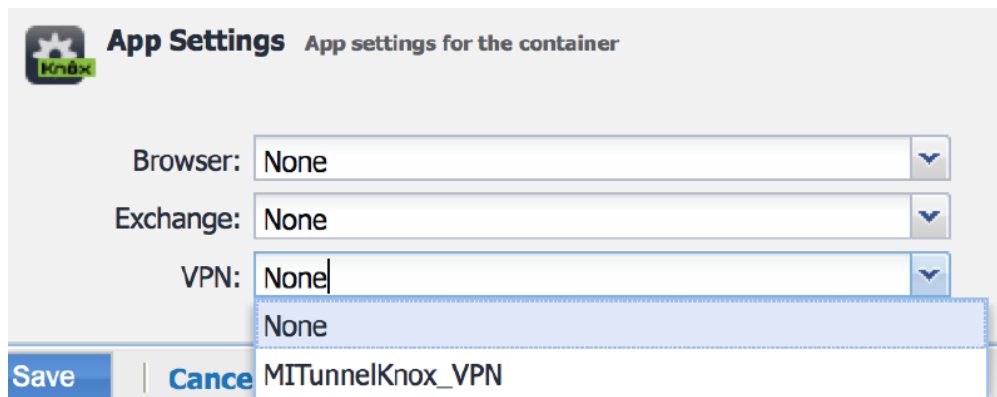 App Settings App settings for the container
Knox
Browser: None
Exchange: None
VPN: None
None
Save Cance MITunnelKnox_VPN